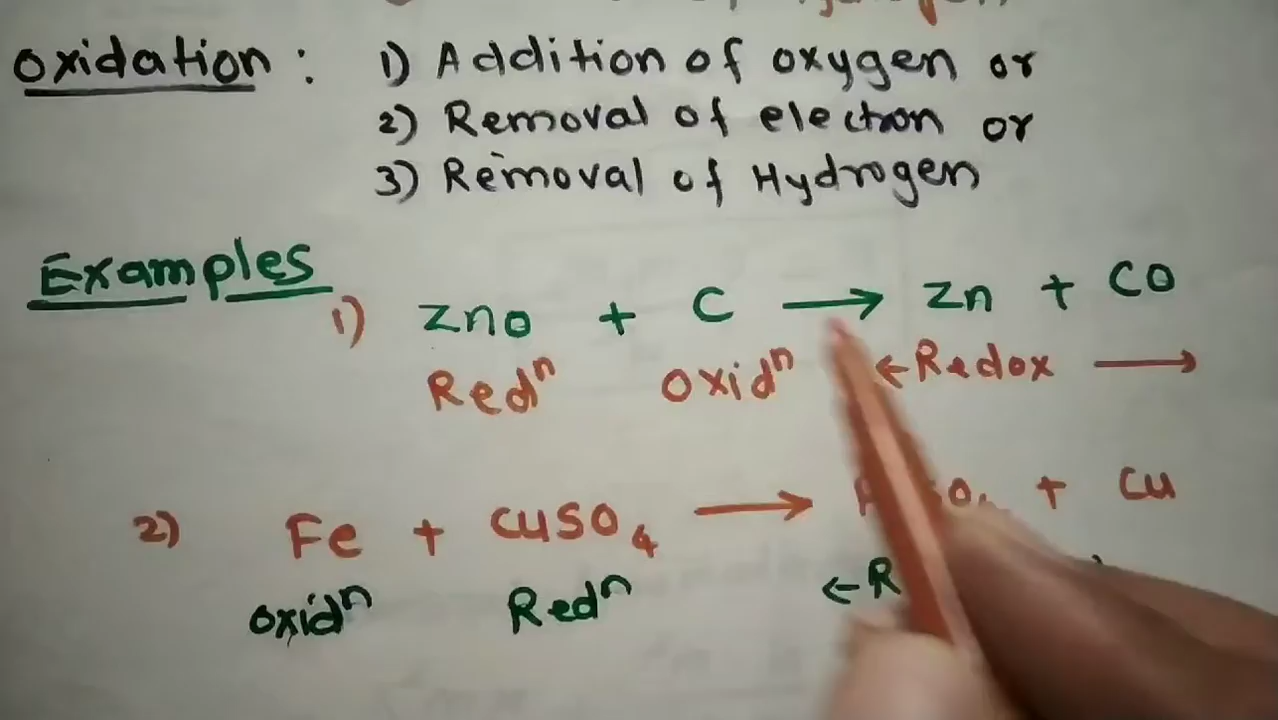 Oxidation : 1) Addition of oxygen or
2) Removal of electron or
3) Removal of Hydrogen
Examples
1) ZnO + C → Zn + CO
Redⁿ Oxidⁿ ←Redox →
2) Fe + CuSO₄ → + Cu
Oxidⁿ Redⁿ ←R